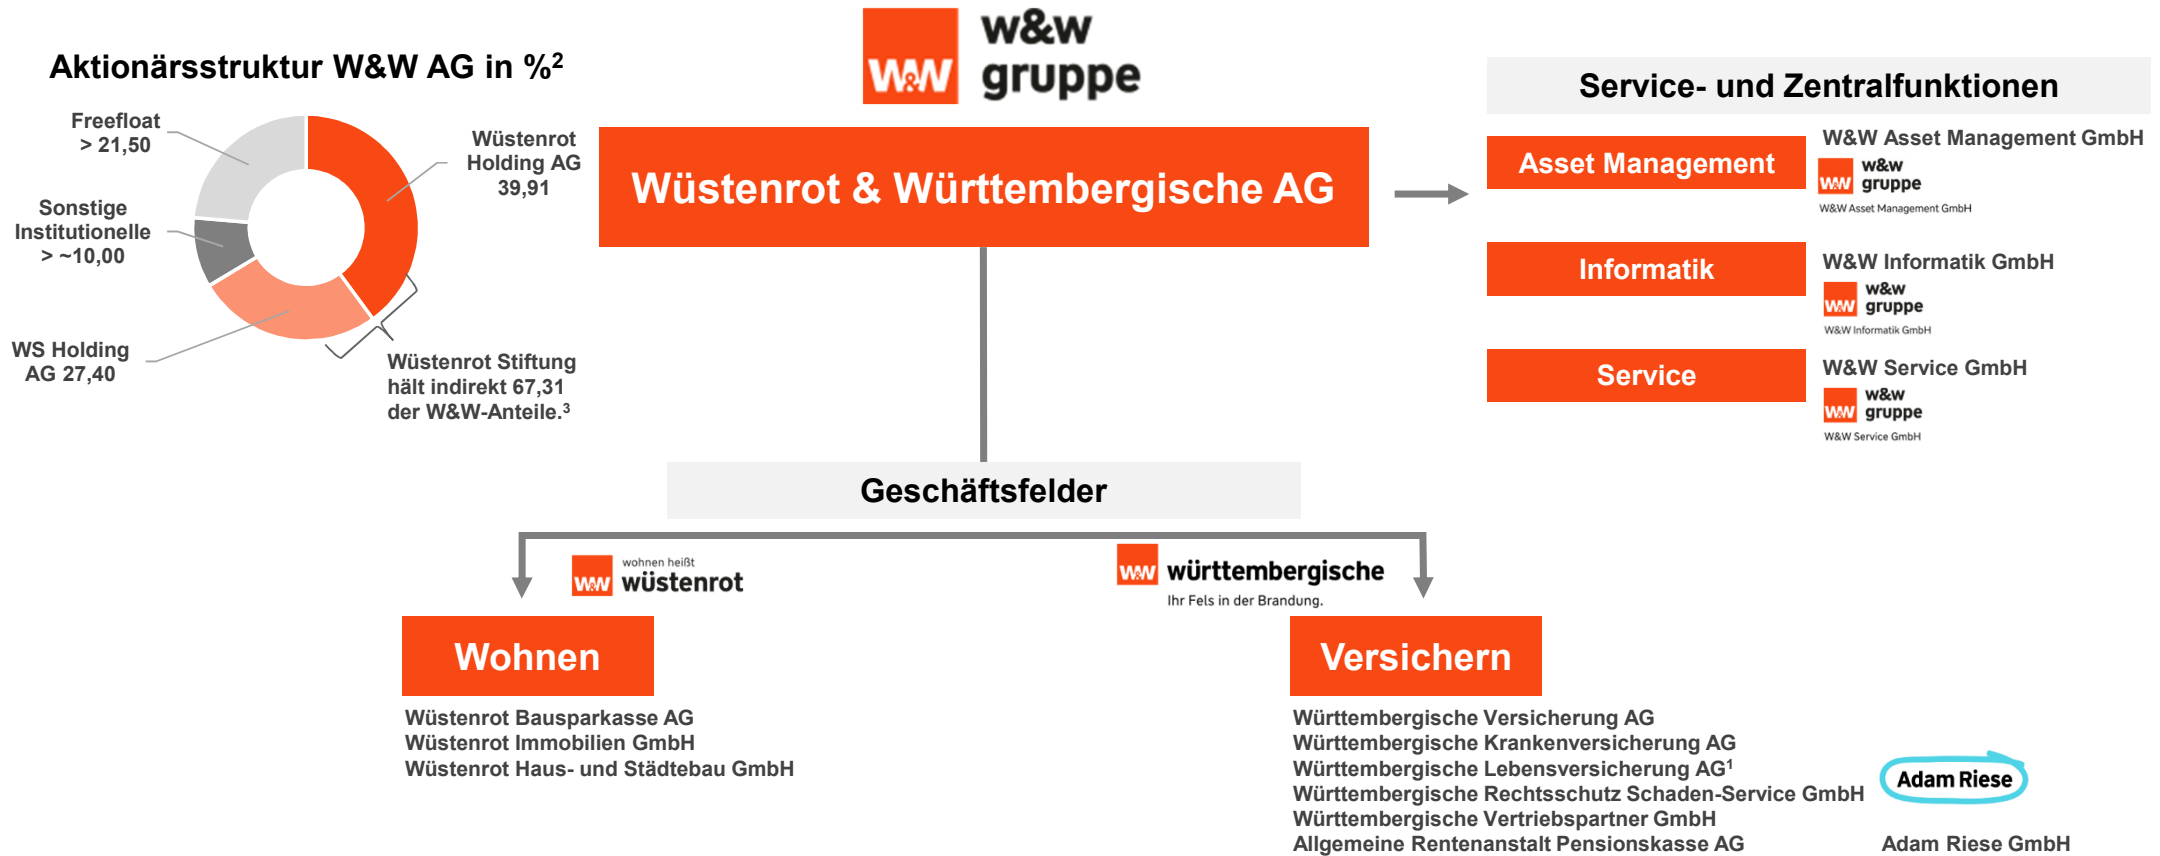 W&W
w&w
gruppe
Aktionärsstruktur W&W AG in %²
Freefloat
> 21,50
Sonstige
Institutionelle
> ~10,00
WS Holding
AG 27,40
Wüstenrot
Holding AG
39,91
Wüstenrot Stiftung
hält indirekt 67,31
der W&W-Anteile.³
Wüstenrot & Württembergische AG
Service- und Zentralfunktionen
Asset Management
W&W Asset Management GmbH
W&W
w&w
gruppe
W&W Asset Management GmbH
Informatik
W&W Informatik GmbH
W&W
w&w
gruppe
W&W Informatik GmbH
Service
W&W Service GmbH
W&W
w&w
gruppe
W&W Service GmbH
Geschäftsfelder
W&W
wohnen heißt
wüstenrot
Wohnen
Wüstenrot Bausparkasse AG
Wüstenrot Immobilien GmbH
Wüstenrot Haus- und Städtebau GmbH
W&W
württembergische
Ihr Fels in der Brandung.
Versichern
Württembergische Versicherung AG
Württembergische Krankenversicherung AG
Württembergische Lebensversicherung AG¹
Württembergische Rechtsschutz Schaden-Service GmbH
Württembergische Vertriebspartner GmbH
Allgemeine Rentenanstalt Pensionskasse AG
Adam Riese
Adam Riese GmbH